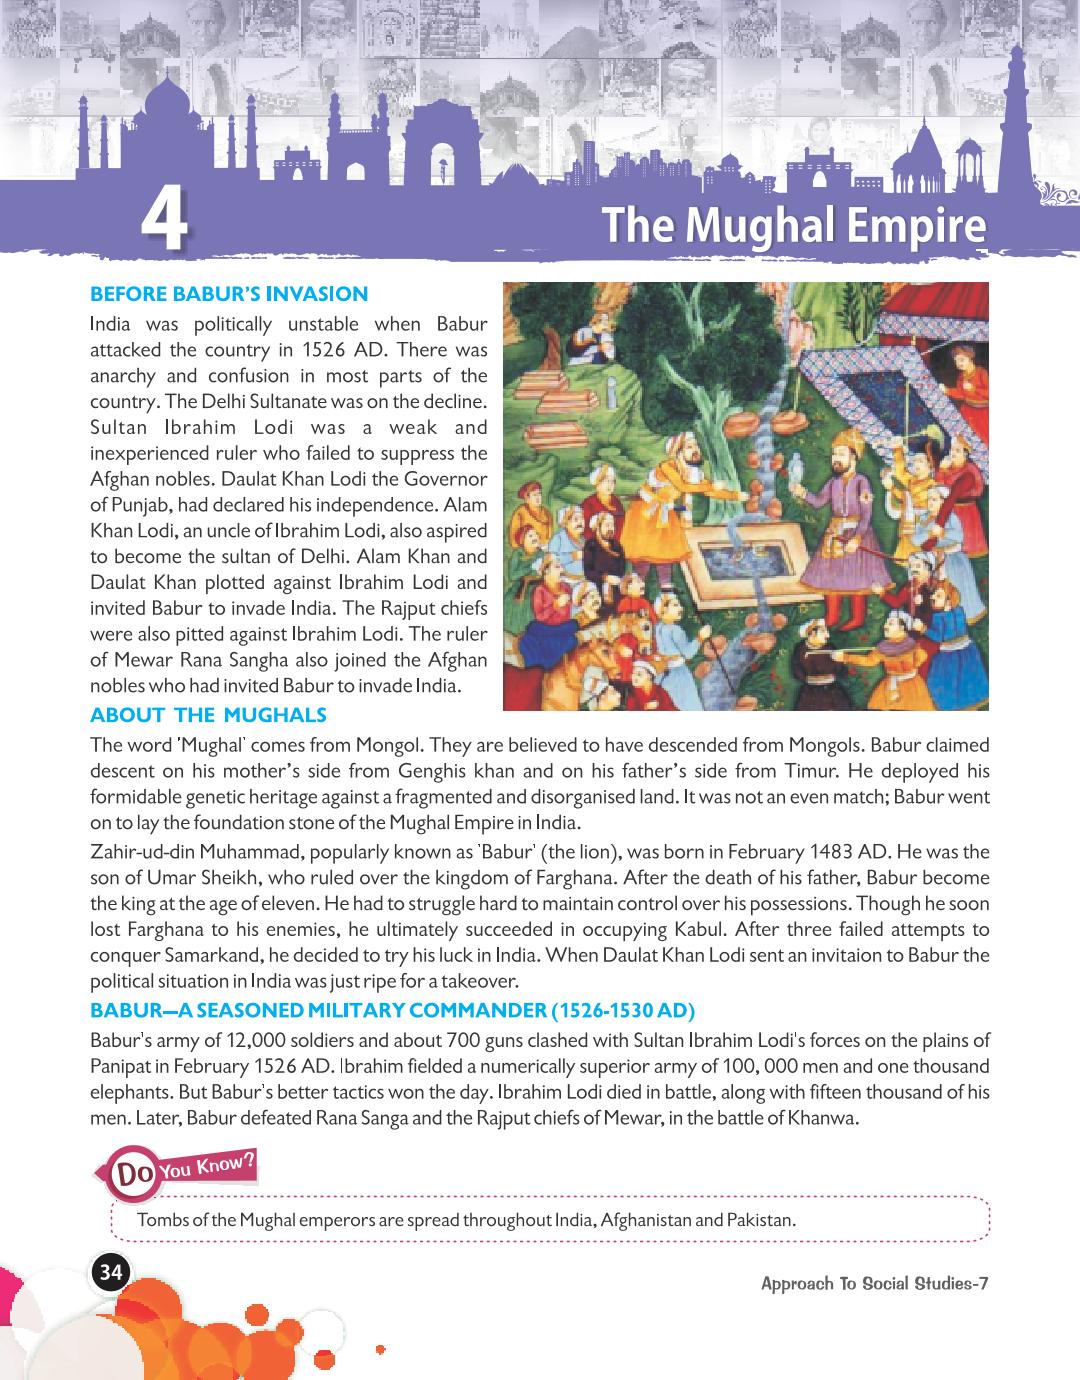 4
The Mughal Empire
BEFORE BABUR'S INVASION
India was politically unstable when Babur
attacked the country in 1526 AD. There was
anarchy and confusion in most parts of the
country. The Delhi Sultanate was on the decline.
Sultan Ibrahim Lodi was a weak and
inexperienced ruler who failed to suppress the
Afghan nobles. Daulat Khan Lodi the Governor
of Punjab, had declared his independence. Alam
Khan Lodi, an uncle of Ibrahim Lodi, also aspired
to become the sultan of Delhi. Alam Khan and
Daulat Khan plotted against Ibrahim Lodi and
invited Babur to invade India. The Rajput chiefs
were also pitted against Ibrahim Lodi. The ruler
of Mewar Rana Sangha also joined the Afghan
nobles who had invited Babur to invade India.
ABOUT THE MUGHALS
The word 'Mughal' comes from Mongol. They are believed to have descended from Mongols. Babur claimed
descent on his mother's side from Genghis khan and on his father's side from Timur. He deployed his
formidable genetic heritage against a fragmented and disorganised land. It was not an even match; Babur went
on to lay the foundation stone of the Mughal Empire in India.
Zahir-ud-din Muhammad, popularly known as 'Babur' (the lion), was born in February 1483 AD. He was the
son of Umar Sheikh, who ruled over the kingdom of Farghana. After the death of his father, Babur become
the king at the age of eleven. He had to struggle hard to maintain control over his possessions. Though he soon
lost Farghana to his enemies, he ultimately succeeded in occupying Kabul. After three failed attempts to
conquer Samarkand, he decided to try his luck in India. When Daulat Khan Lodi sent an invitaion to Babur the
political situation in India was just ripe for a takeover.
BABUR—A SEASONED MILITARY COMMANDER (1526-1530 AD)
Babur's army of 12,000 soldiers and about 700 guns clashed with Sultan Ibrahim Lodi's forces on the plains of
Panipat in February 1526 AD. Ibrahim fielded a numerically superior army of 100, 000 men and one thousand
elephants. But Babur's better tactics won the day. Ibrahim Lodi died in battle, along with fifteen thousand of his
men. Later, Babur defeated Rana Sanga and the Rajput chiefs of Mewar, in the battle of Khanwa.
Do You Know?
Tombs of the Mughal emperors are spread throughout India, Afghanistan and Pakistan.
34
Approach To Social Studies-7